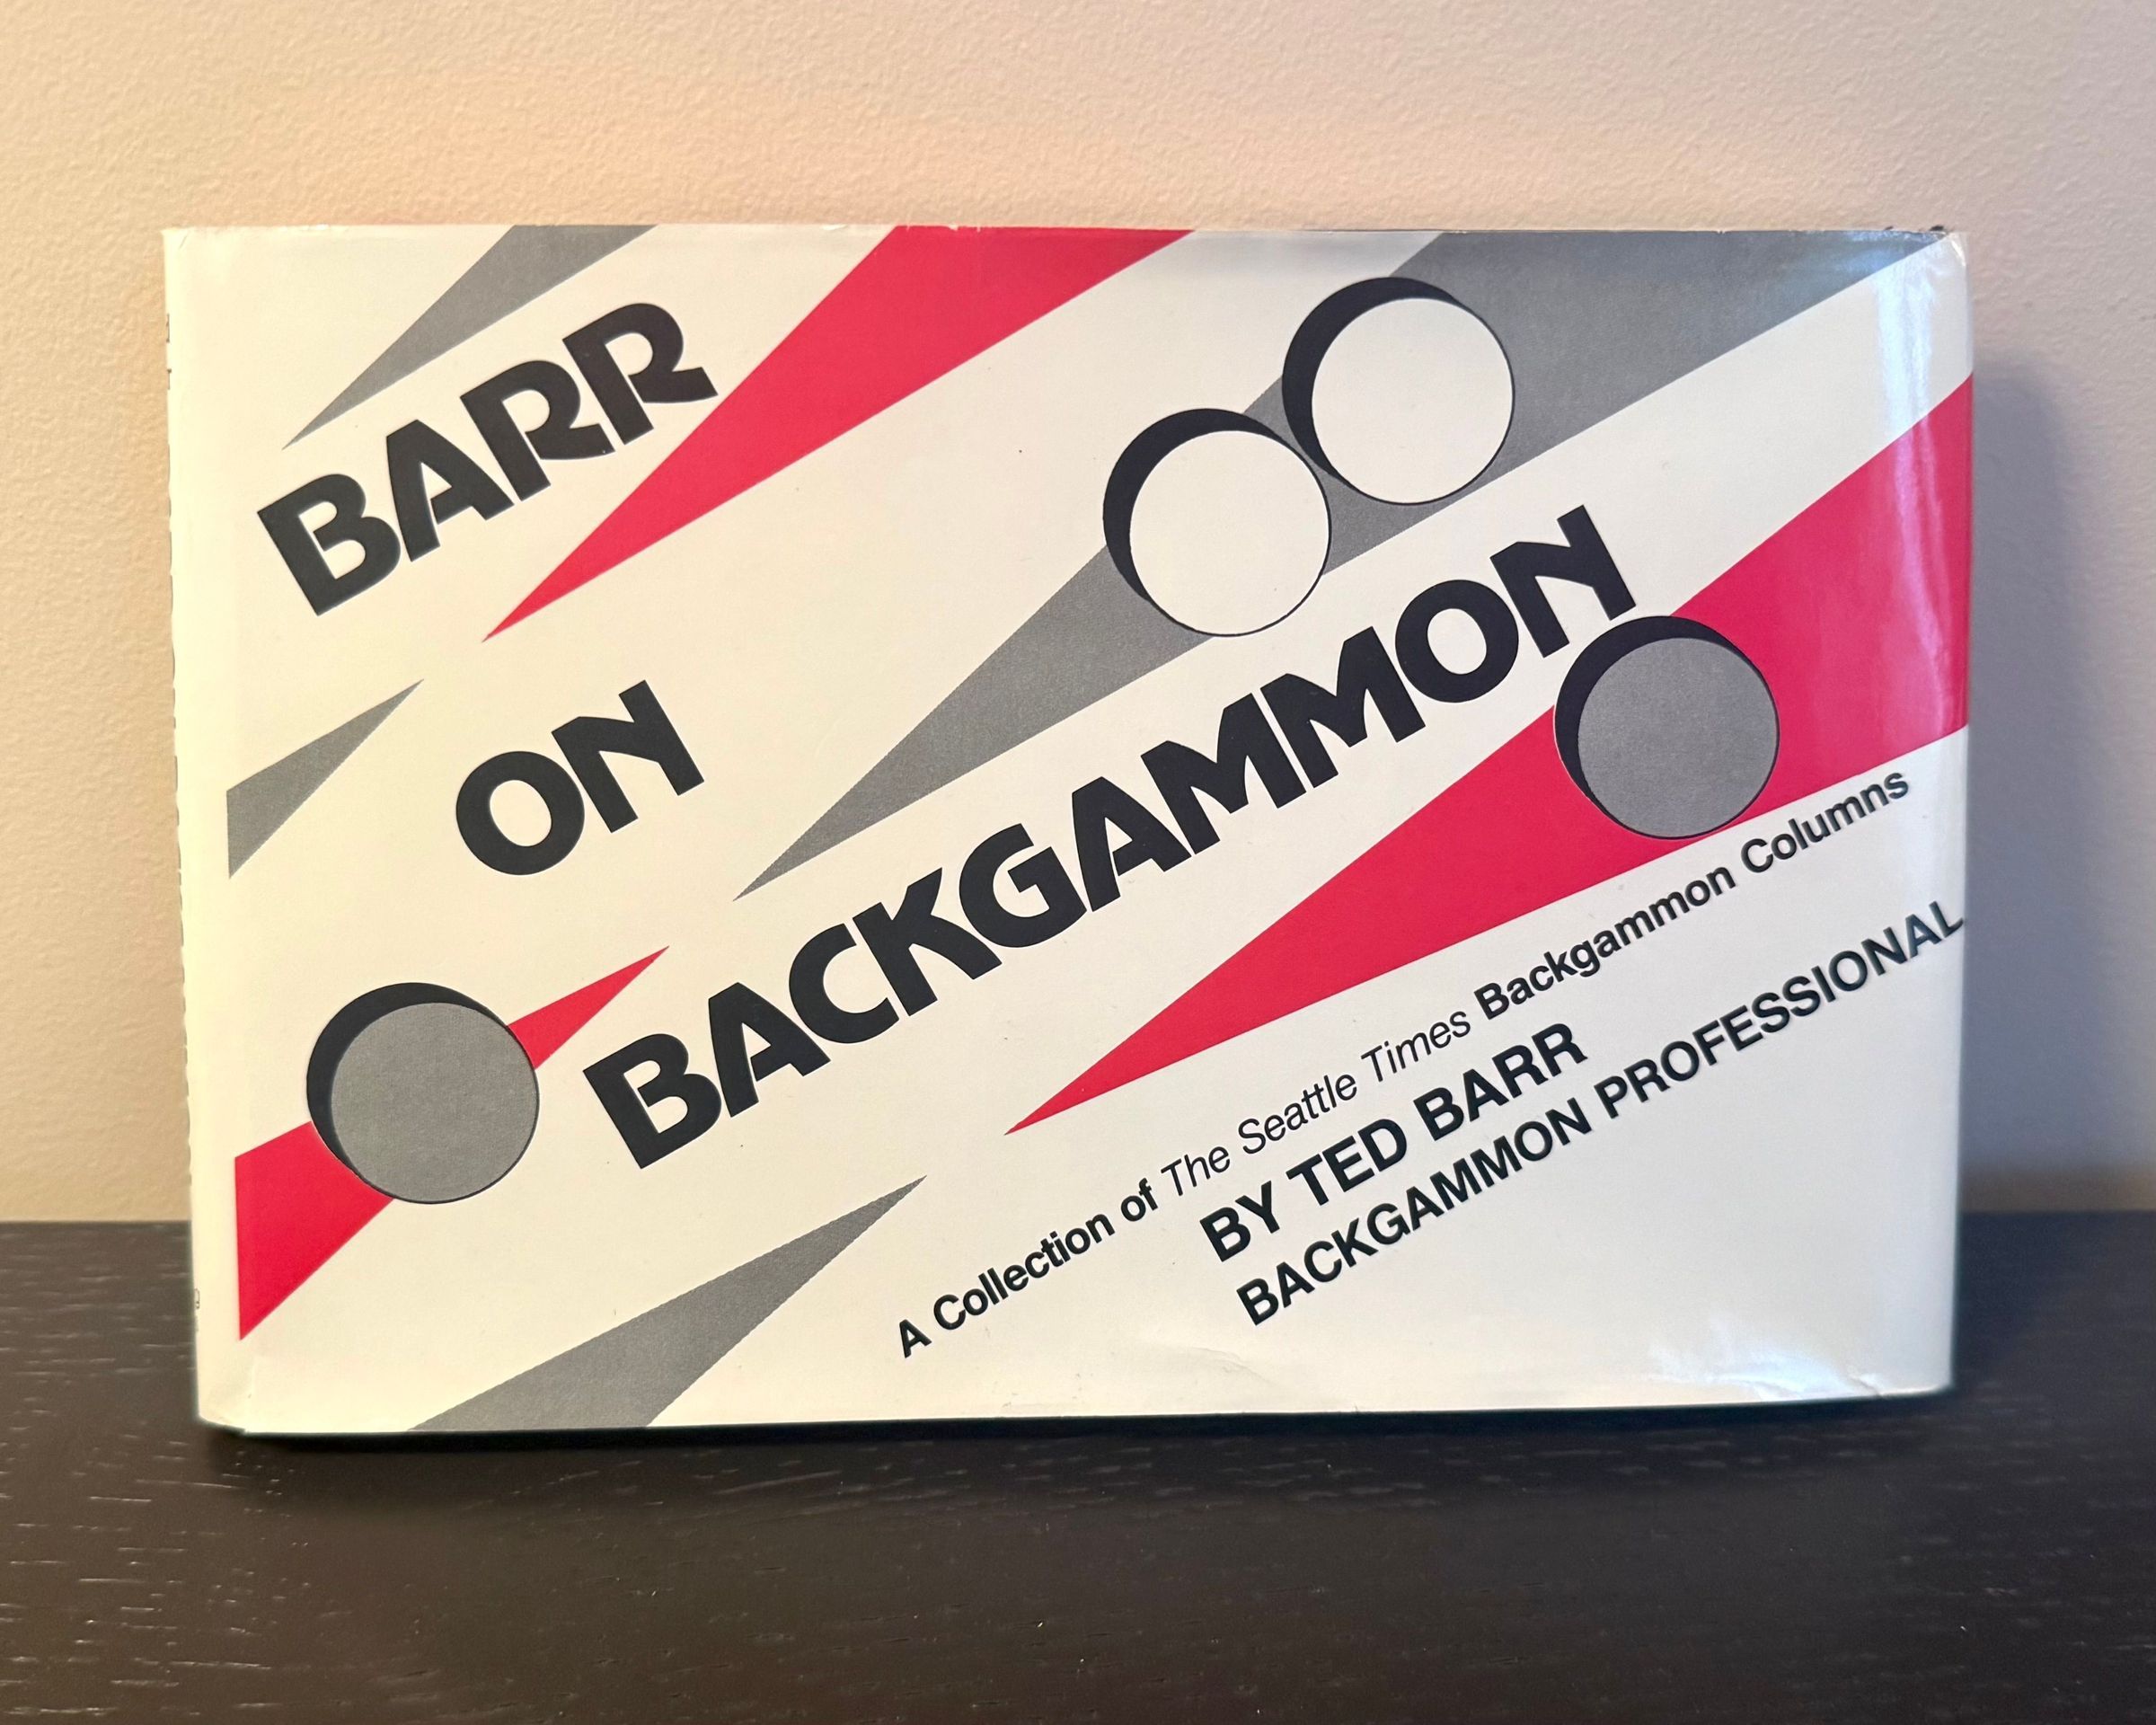 BARR
ON
BACKGAMMON
A Collection of The Seattle Times Backgammon Columns
BY TED BARR
BACKGAMMON PROFESSIONAL